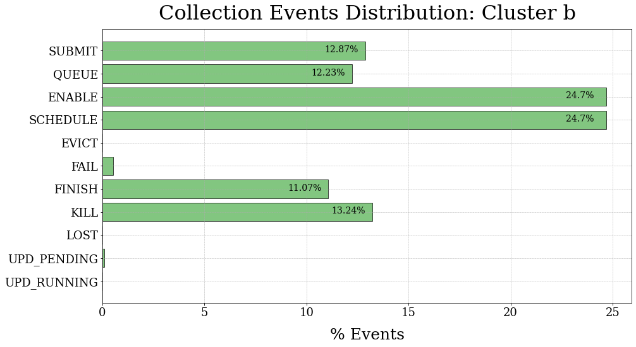 Collection Events Distribution: Cluster b
SUBMIT 12.87%
QUEUE 12.23%
ENABLE 24.7%
SCHEDULE 24.7%
EVICT
FAIL
FINISH 11.07%
KILL 13.24%
LOST
UPD_PENDING
UPD_RUNNING
0 5 10 15 20 25
% Events